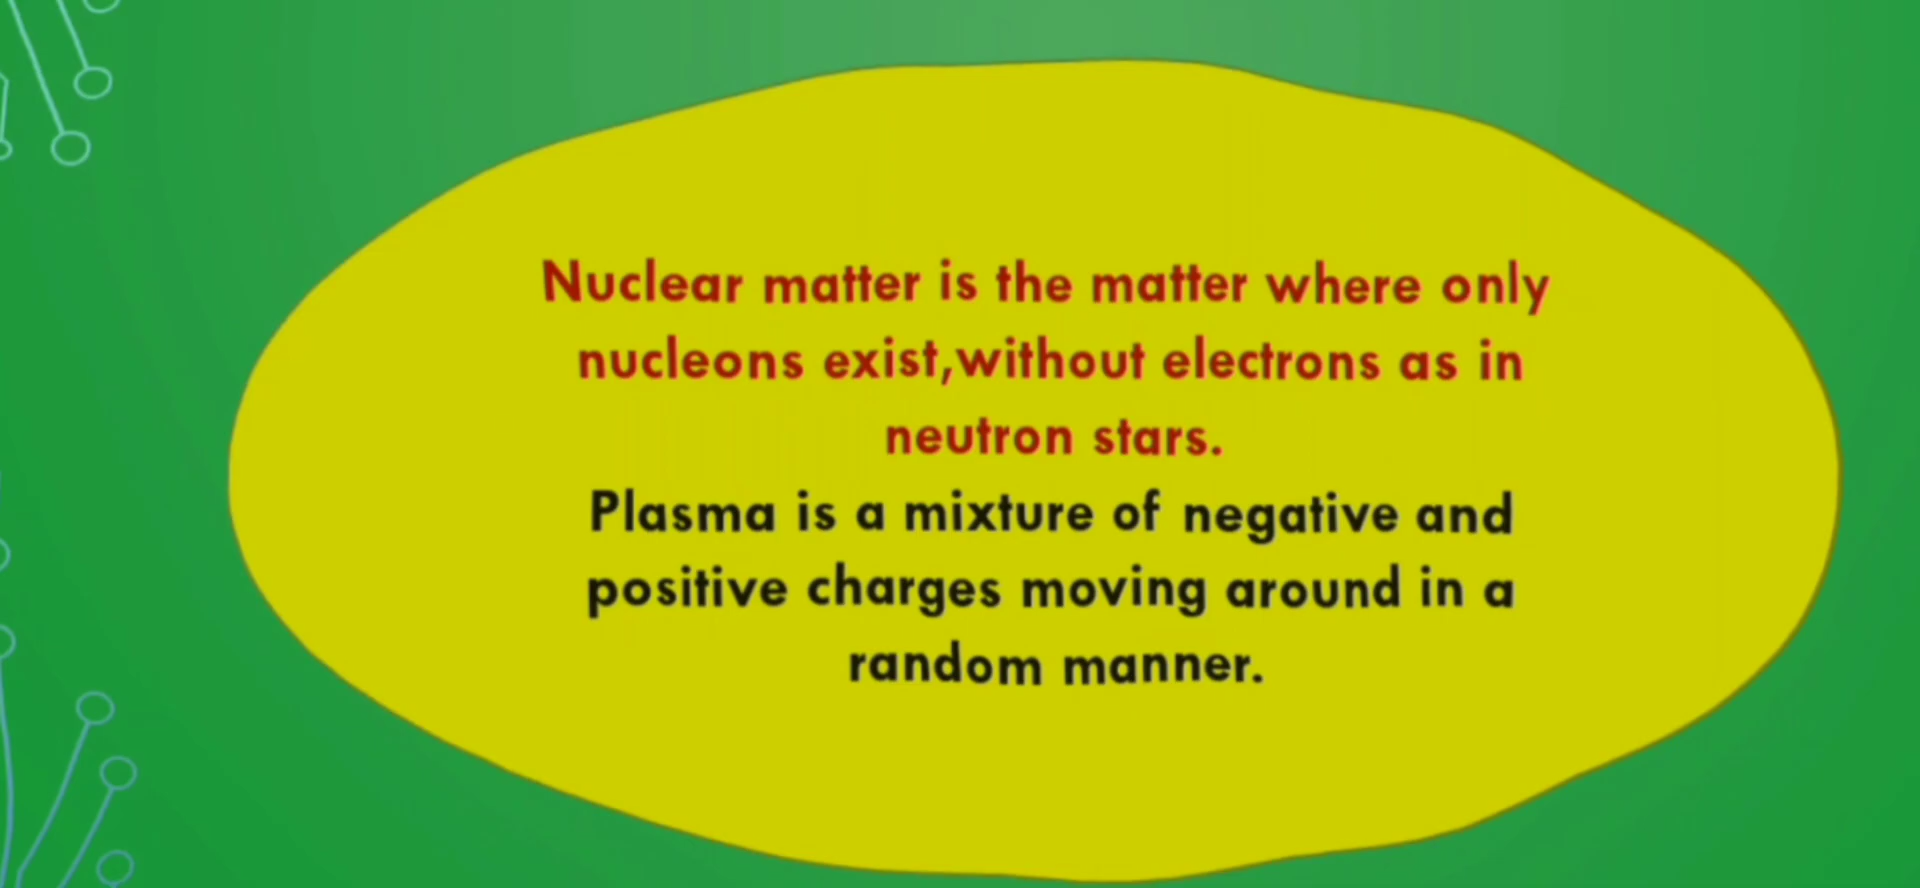 Nuclear matter is the matter where only
nucleons exist,without electrons as in
neutron stars.
Plasma is a mixture of negative and
positive charges moving around in a
random manner.